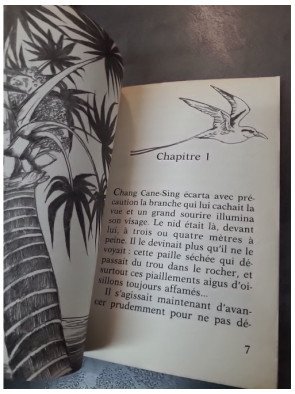 Chapitre I
Chang Cane-Sing écarta avec pré-
caution la branche qui lui cachait la
vue et un grand sourire illumina
son visage. Le nid était là, devant
lui, à trois ou quatre mètres à
peine. Il le devinait plus qu'il ne le
voyait : cette paille séchée qui dé-
passait du trou dans le rocher, et
surtout ces piaillements aigus d'oi-
sillons toujours affamés...
Il s'agissait maintenant d'avan-
cer prudemment pour ne pas dé-
7